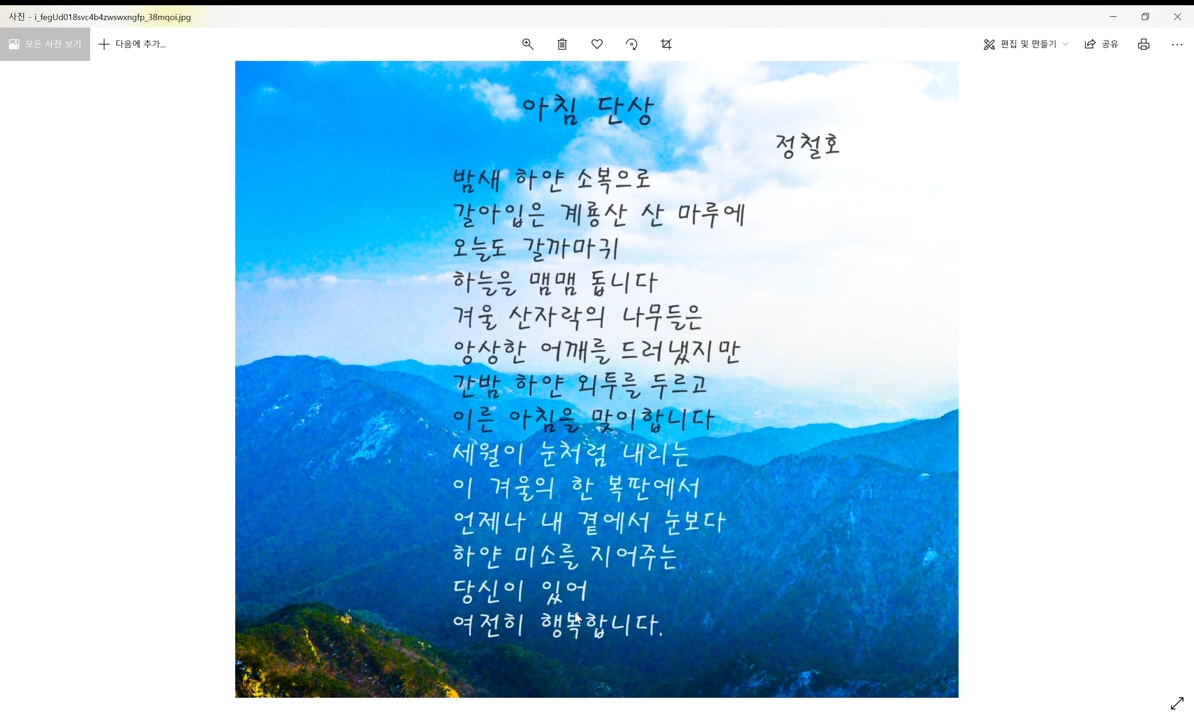 사진 - i_fegUd018svc4b4zwswxngfp_38mqoi.jpg
모든 사진 보기
다음에 추가...
편집 및 만들기
공유
아침 단상
정철호
밤새 하얀 소복으로
갈아입은 계룡산 산 마루에
오늘도 갈까마귀
하늘을 맴맴 돕니다
겨울 산자락의 나무들은
앙상한 어깨를 드러냈지만
간밤 하얀 외투를 두르고
이른 아침을 맞이합니다
세월이 눈처럼 내리는
이 겨울의 한 복판에서
언제나 내 곁에서 눈보다
하얀 미소를 지어주는
당신이 있어
여전히 행복합니다.